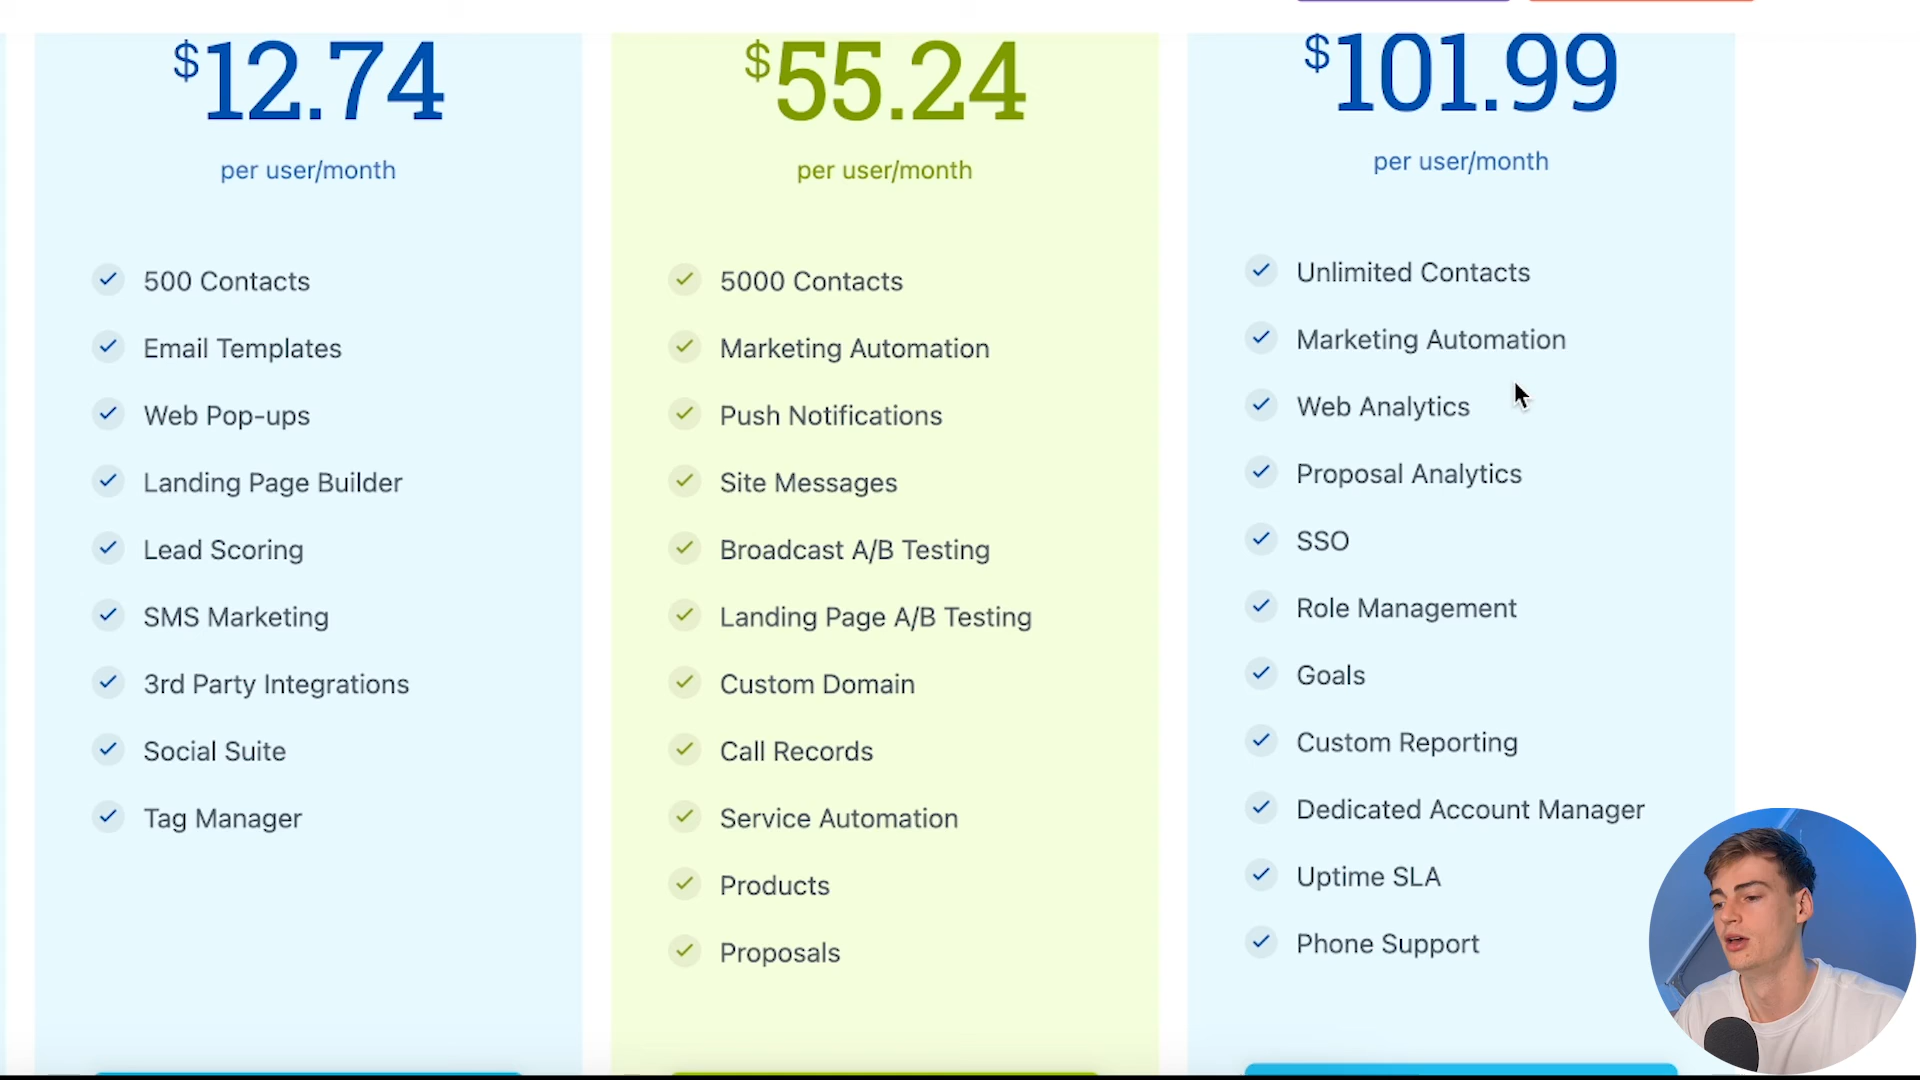 $12.74
per user/month
500 Contacts
Email Templates
Web Pop-ups
Landing Page Builder
Lead Scoring
SMS Marketing
3rd Party Integrations
Social Suite
Tag Manager
$55.24
per user/month
5000 Contacts
Marketing Automation
Push Notifications
Site Messages
Broadcast A/B Testing
Landing Page A/B Testing
Custom Domain
Call Records
Service Automation
Products
Proposals
$101.99
per user/month
Unlimited Contacts
Marketing Automation
Web Analytics
Proposal Analytics
SSO
Role Management
Goals
Custom Reporting
Dedicated Account Manager
Uptime SLA
Phone Support